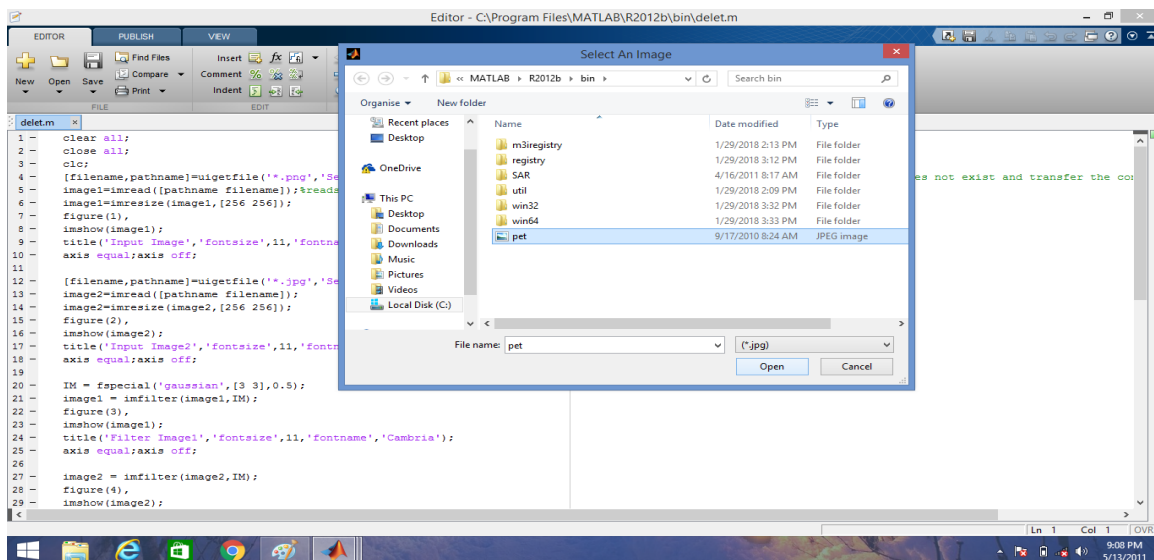 Editor - C:\Program Files\MATLAB\R2012b\bin\delet.m
EDITOR PUBLISH VIEW
New Open Save
Find Files
Compare
Print
Insert fx
Comment
Indent
FILE EDIT
delet.m ×
Select An Image
« MATLAB R2012b bin
Search bin
Organise New folder
Recent places
Desktop
OneDrive
This PC
Desktop
Documents
Downloads
Music
Pictures
Videos
Local Disk (C:)
Name Date modified Type
m3iregistry 1/29/2018 2:13 PM File folder
registry 1/29/2018 3:12 PM File folder
SAR 4/16/2011 8:17 AM File folder
util 1/29/2018 2:09 PM File folder
win32 1/29/2018 3:32 PM File folder
win64 1/29/2018 3:33 PM File folder
pet 9/17/2010 8:24 AM JPEG image
File name: pet (*.jpg)
Open Cancel
1 – clear all;
2 – close all;
3 – clc;
4 – [filename,pathname]=uigetfile('*.png','Se
es not exist and transfer the con
5 – image1=imread([pathname filename]);%reads
6 – image1=imresize(image1,[256 256]);
7 – figure(1),
8 – imshow(image1);
9 – title('Input Image','fontsize',11,'fontna
10 – axis equal;axis off;
11
12 – [filename,pathname]=uigetfile('*.jpg','Se
13 – image2=imread([pathname filename]);
14 – image2=imresize(image2,[256 256]);
15 – figure(2),
16 – imshow(image2);
17 – title('Input Image2','fontsize',11,'fontn
18 – axis equal;axis off;
19
20 – IM = fspecial('gaussian',[3 3],0.5);
21 – image1 = imfilter(image1,IM);
22 – figure(3),
23 – imshow(image1);
24 – title('Filter Image1','fontsize',11,'fontname','Cambria');
25 – axis equal;axis off;
26
27 – image2 = imfilter(image2,IM);
28 – figure(4),
29 – imshow(image2);
Ln 1 Col 1 OVR
9:08 PM
5/13/2011